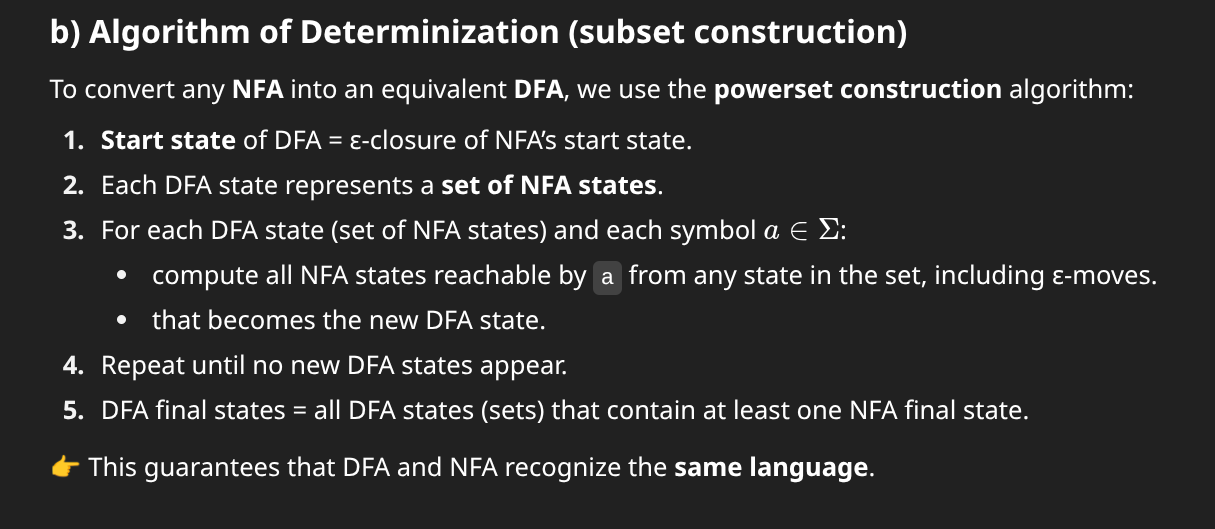 b) Algorithm of Determinization (subset construction)
To convert any NFA into an equivalent DFA, we use the powerset construction algorithm:
1. Start state of DFA = ε-closure of NFA’s start state.
2. Each DFA state represents a set of NFA states.
3. For each DFA state (set of NFA states) and each symbol a ∈ Σ:
• compute all NFA states reachable by a from any state in the set, including ε-moves.
• that becomes the new DFA state.
4. Repeat until no new DFA states appear.
5. DFA final states = all DFA states (sets) that contain at least one NFA final state.
👉 This guarantees that DFA and NFA recognize the same language.